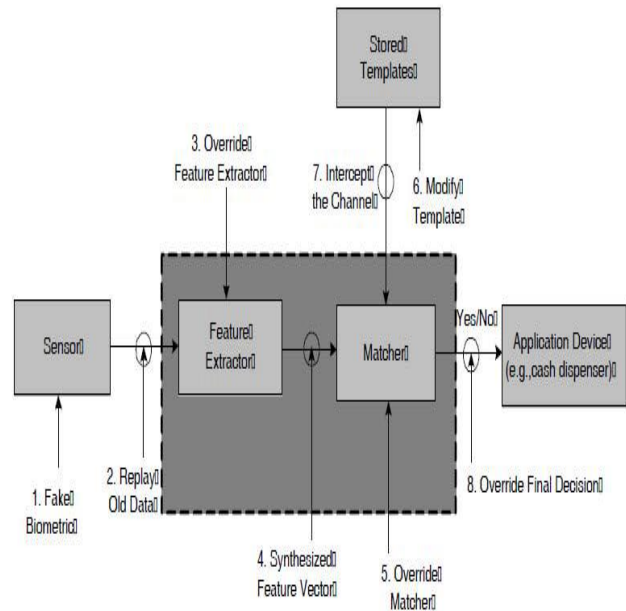 Stored
Templates
3. Override
Feature Extractor
7. Intercept
the Channel
6. Modify
Template
Sensor
Feature
Extractor
Matcher
Yes/No
Application Device
(e.g.,cash dispenser)
2. Replay
Old Data
1. Fake
Biometric
8. Override Final Decision
4. Synthesized
Feature Vector
5. Override
Matcher